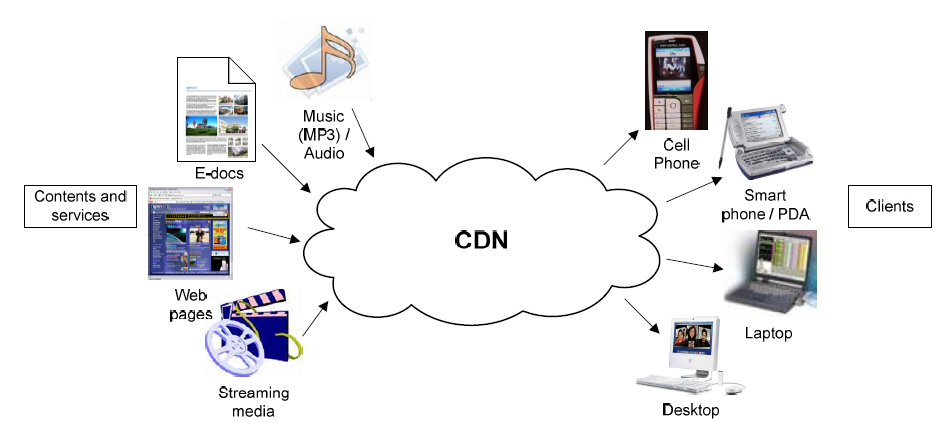 Music
(MP3) /
Audio
E-docs
Contents and
services
Web
pages
Streaming
media
CDN
Cell
Phone
Smart
phone / PDA
Clients
Laptop
Desktop